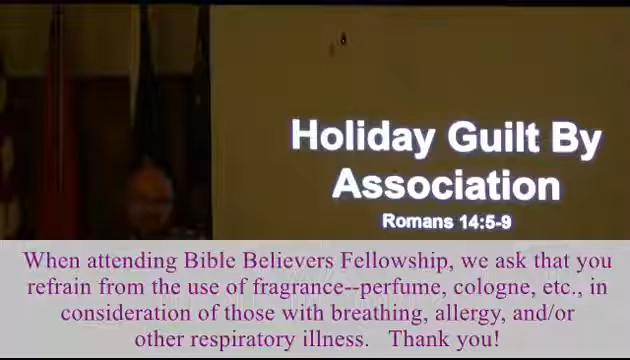 Holiday Guilt By
Association
Romans 14:5-9
When attending Bible Believers Fellowship, we ask that you
refrain from the use of fragrance--perfume, cologne, etc., in
consideration of those with breathing, allergy, and/or
other respiratory illness.   Thank you!